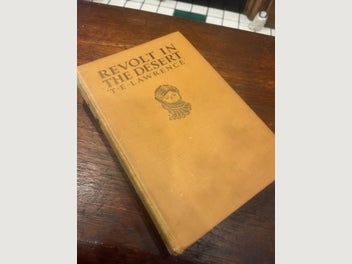 REVOLT IN
THE DESERT
'T·E·LAWRENCE'